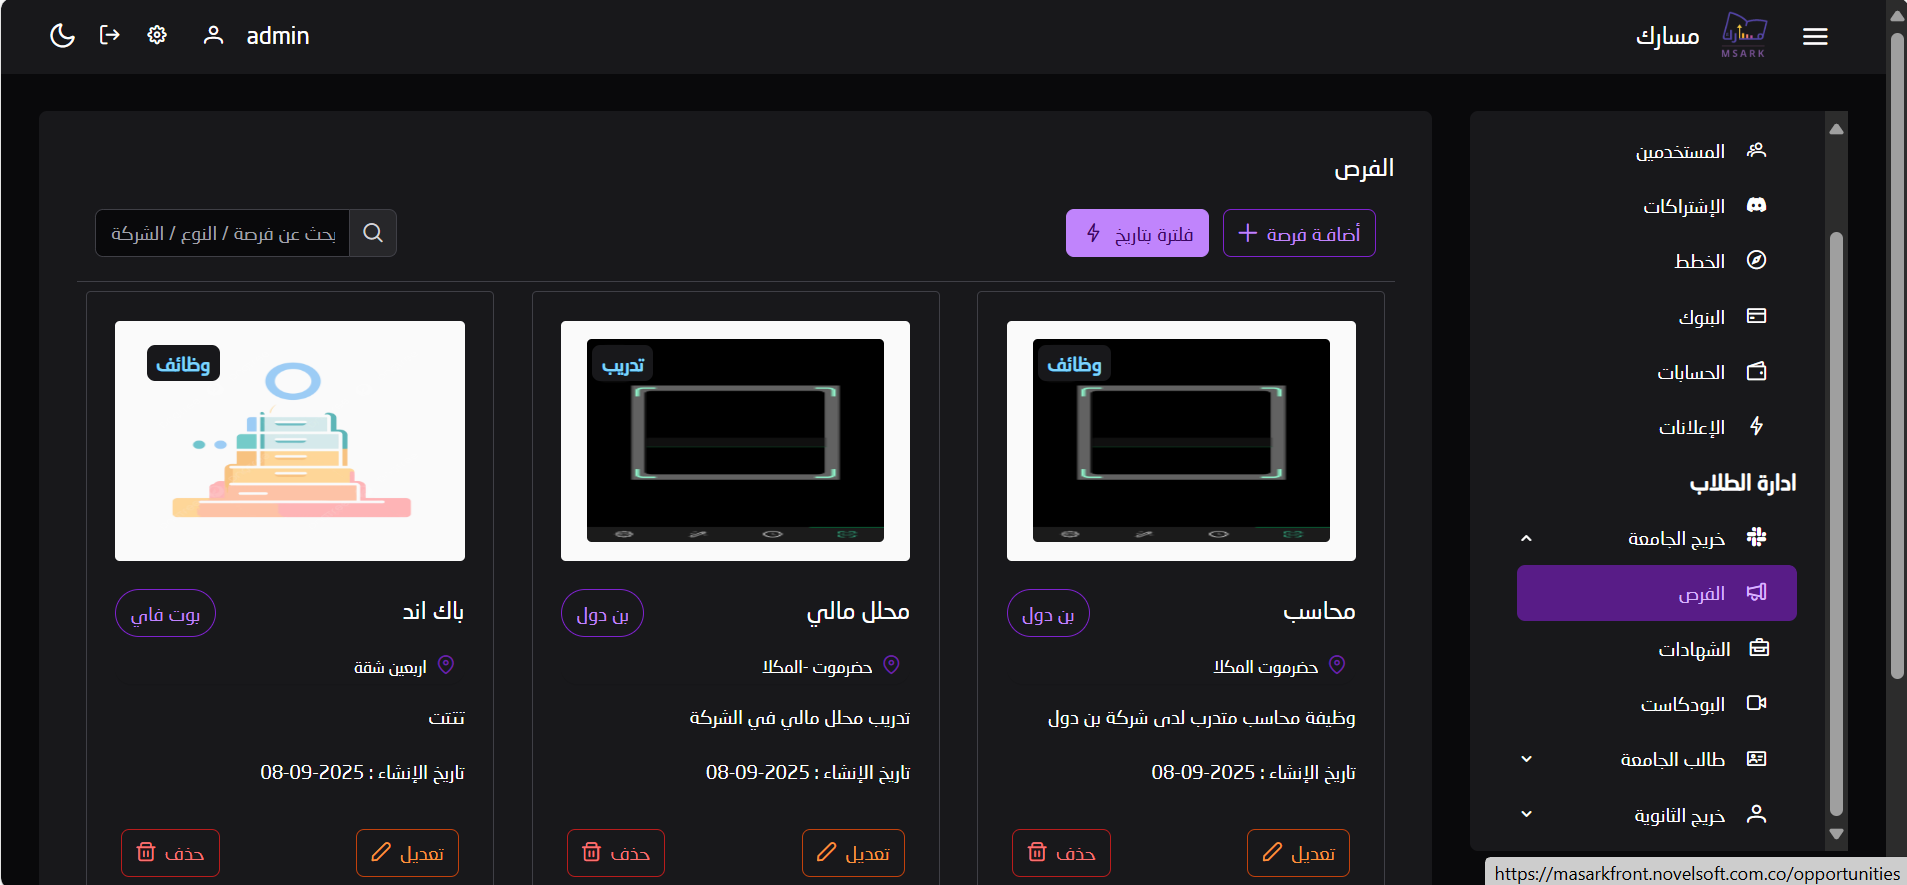 مسارك
MSARK
admin
المستخدمين
الإشتراكات
الخطط
البنوك
الحسابات
الإعلانات
ادارة الطلاب
خريج الجامعة
الفرص
الشهادات
البودكاست
طالب الجامعة
خريج الثانوية
الفرص
أضافة فرصة
فلترة بتاريخ
بحث عن فرصة / النوع / الشركة
وظائف
محاسب
بن دول
حضرموت المكلا
وظيفة محاسب متدرب لدى شركة بن دول
تاريخ الإنشاء : 2025-09-08
تعديل
حذف
تدريب
محلل مالي
بن دول
حضرموت -المكلا
تدريب محلل مالي في الشركة
تاريخ الإنشاء : 2025-09-08
تعديل
حذف
وظائف
باك اند
بوت فاي
اربعين شقة
تتتت
تاريخ الإنشاء : 2025-09-08
تعديل
حذف
https://masarkfront.novelsoft.com.co/opportunities